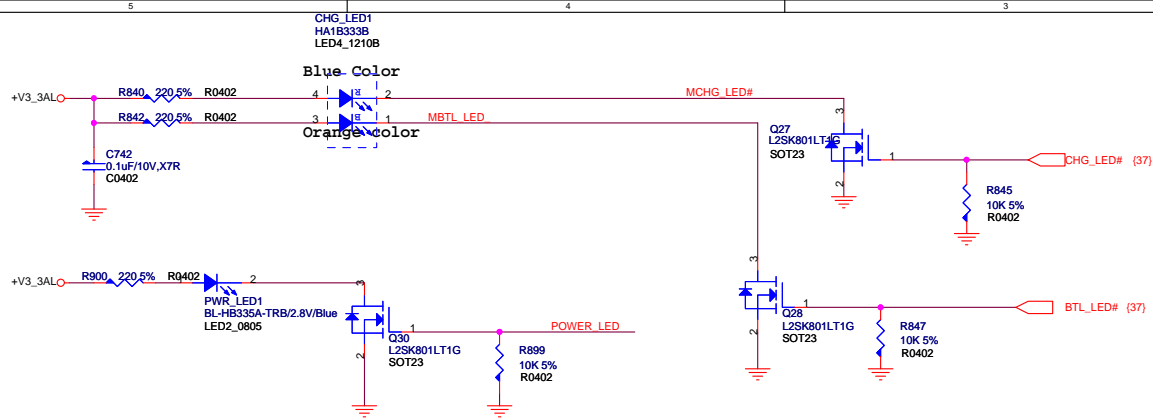 5
4
3
CHG_LED1
HA1B333B
LED4_1210B
Blue Color
+V3_3AL
R840 220 5% R0402
4
R
2
MCHG_LED#
R842 220 5% R0402
3
B
1
MBTL_LED
Orange color
C742
0.1uF/10V,X7R
C0402
3
Q27
L2SK801LT1G
SOT23
1
2
CHG_LED# {37}
R845
10K 5%
R0402
+V3_3AL
R900 220 5% R0402
1
2
PWR_LED1
BL-HB335A-TRB/2.8V/Blue
LED2_0805
3
1
POWER_LED
Q30
L2SK801LT1G
SOT23
2
R899
10K 5%
R0402
3
1
BTL_LED# {37}
Q28
L2SK801LT1G
SOT23
2
R847
10K 5%
R0402